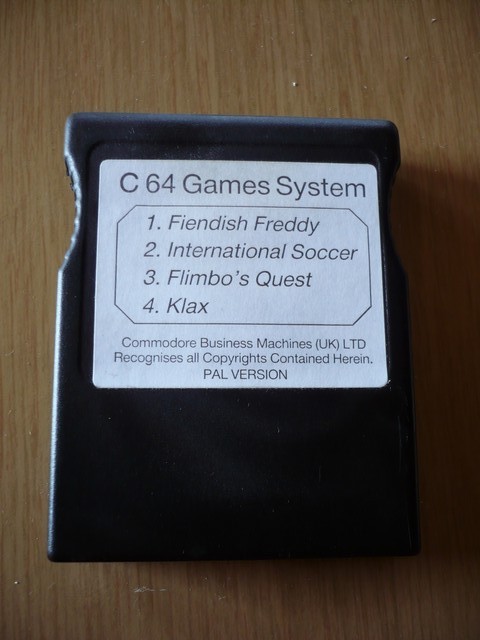 C 64 Games System
1. Fiendish Freddy
2. International Soccer
3. Flimbo's Quest
4. Klax
Commodore Business Machines (UK) LTD
Recognises all Copyrights Contained Herein.
PAL VERSION